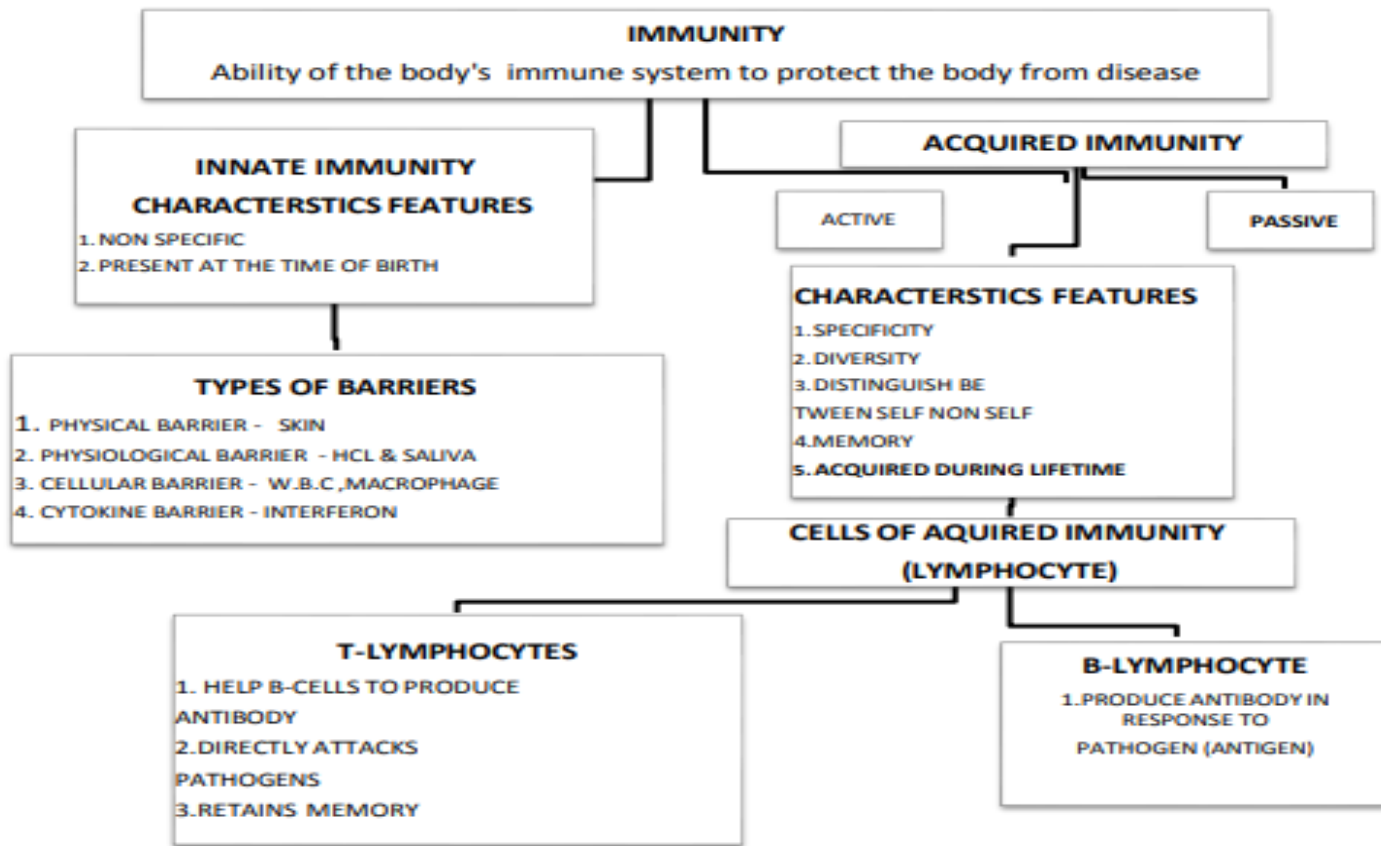 IMMUNITY
Ability of the body's immune system to protect the body from disease
INNATE IMMUNITY
CHARACTERSTICS FEATURES
1. NON SPECIFIC
2. PRESENT AT THE TIME OF BIRTH
TYPES OF BARRIERS
1. PHYSICAL BARRIER - SKIN
2. PHYSIOLOGICAL BARRIER - HCL & SALIVA
3. CELLULAR BARRIER - W.B.C ,MACROPHAGE
4. CYTOKINE BARRIER - INTERFERON
ACQUIRED IMMUNITY
ACTIVE
PASSIVE
CHARACTERSTICS FEATURES
1. SPECIFICITY
2. DIVERSITY
3. DISTINGUISH BE
TWEEN SELF NON SELF
4.MEMORY
5. ACQUIRED DURING LIFETIME
CELLS OF AQUIRED IMMUNITY
(LYMPHOCYTE)
T-LYMPHOCYTES
1. HELP B-CELLS TO PRODUCE
ANTIBODY
2.DIRECTLY ATTACKS
PATHOGENS
3.RETAINS MEMORY
B-LYMPHOCYTE
1.PRODUCE ANTIBODY IN
RESPONSE TO
PATHOGEN (ANTIGEN)